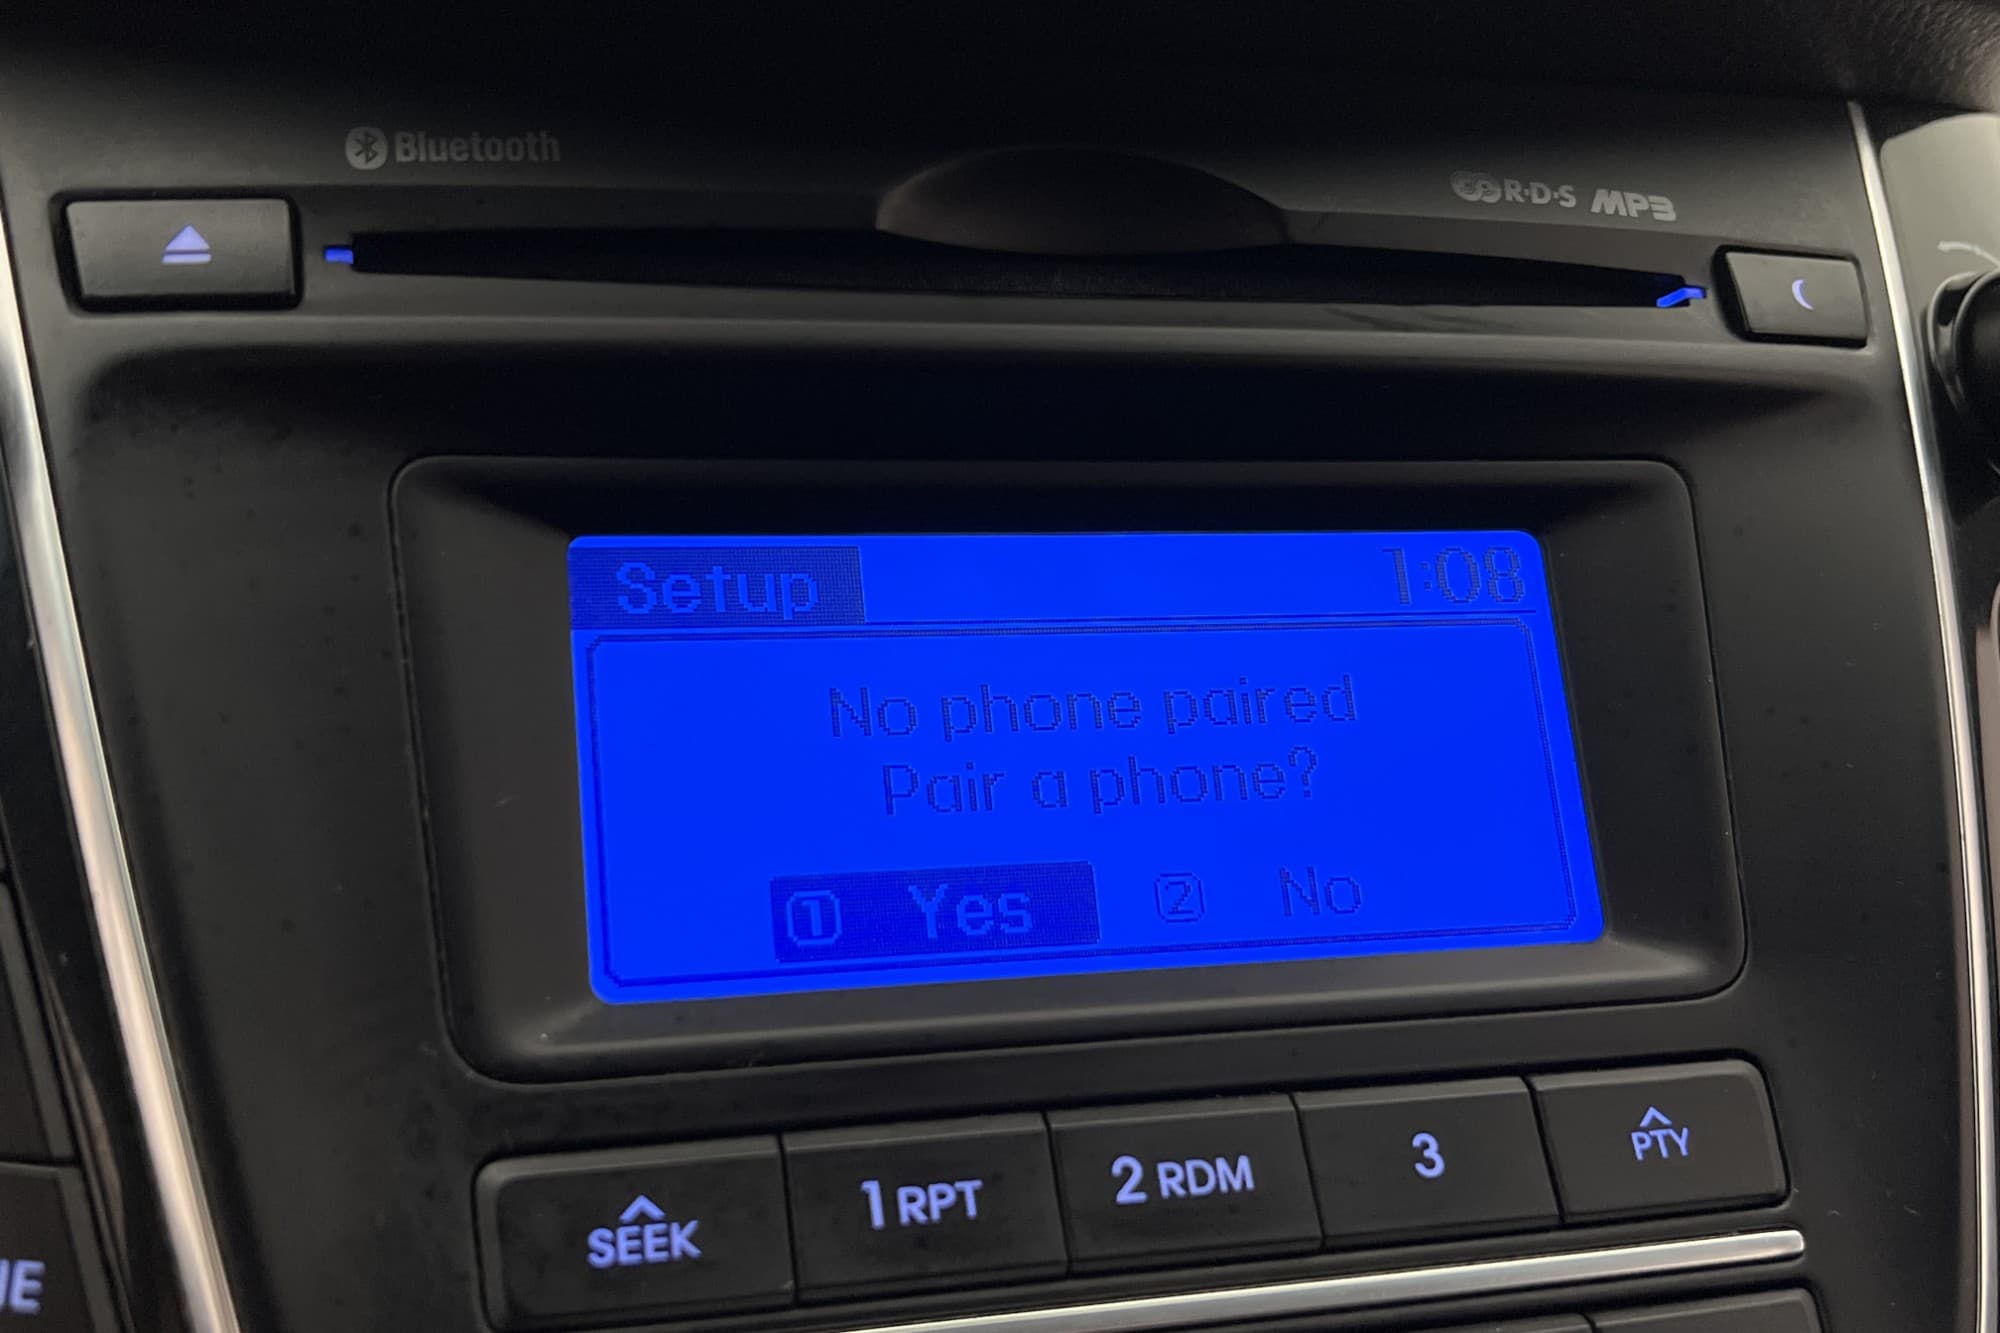 Bluetooth
R·D·S MP3
Setup 1:08
No phone paired
Pair a phone?
1 Yes 2 No
SEEK 1 RPT 2 RDM 3 PTY